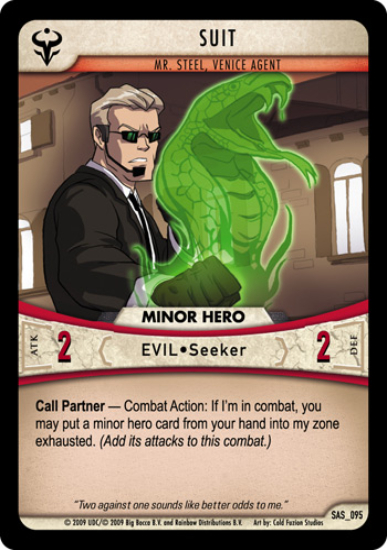 SUIT
MR. STEEL, VENICE AGENT
MINOR HERO
ATK 2 EVIL•Seeker 2 DEF
Call Partner — Combat Action: If I'm in combat, you
may put a minor hero card from your hand into my zone
exhausted. (Add its attacks to this combat.)
"Two against one sounds like better odds to me."
SAS_095
© 2009 UDC/© 2009 Big Bocca B.V. and Rainbow Distributions B.V. Art by: Cold Fuzion Studios